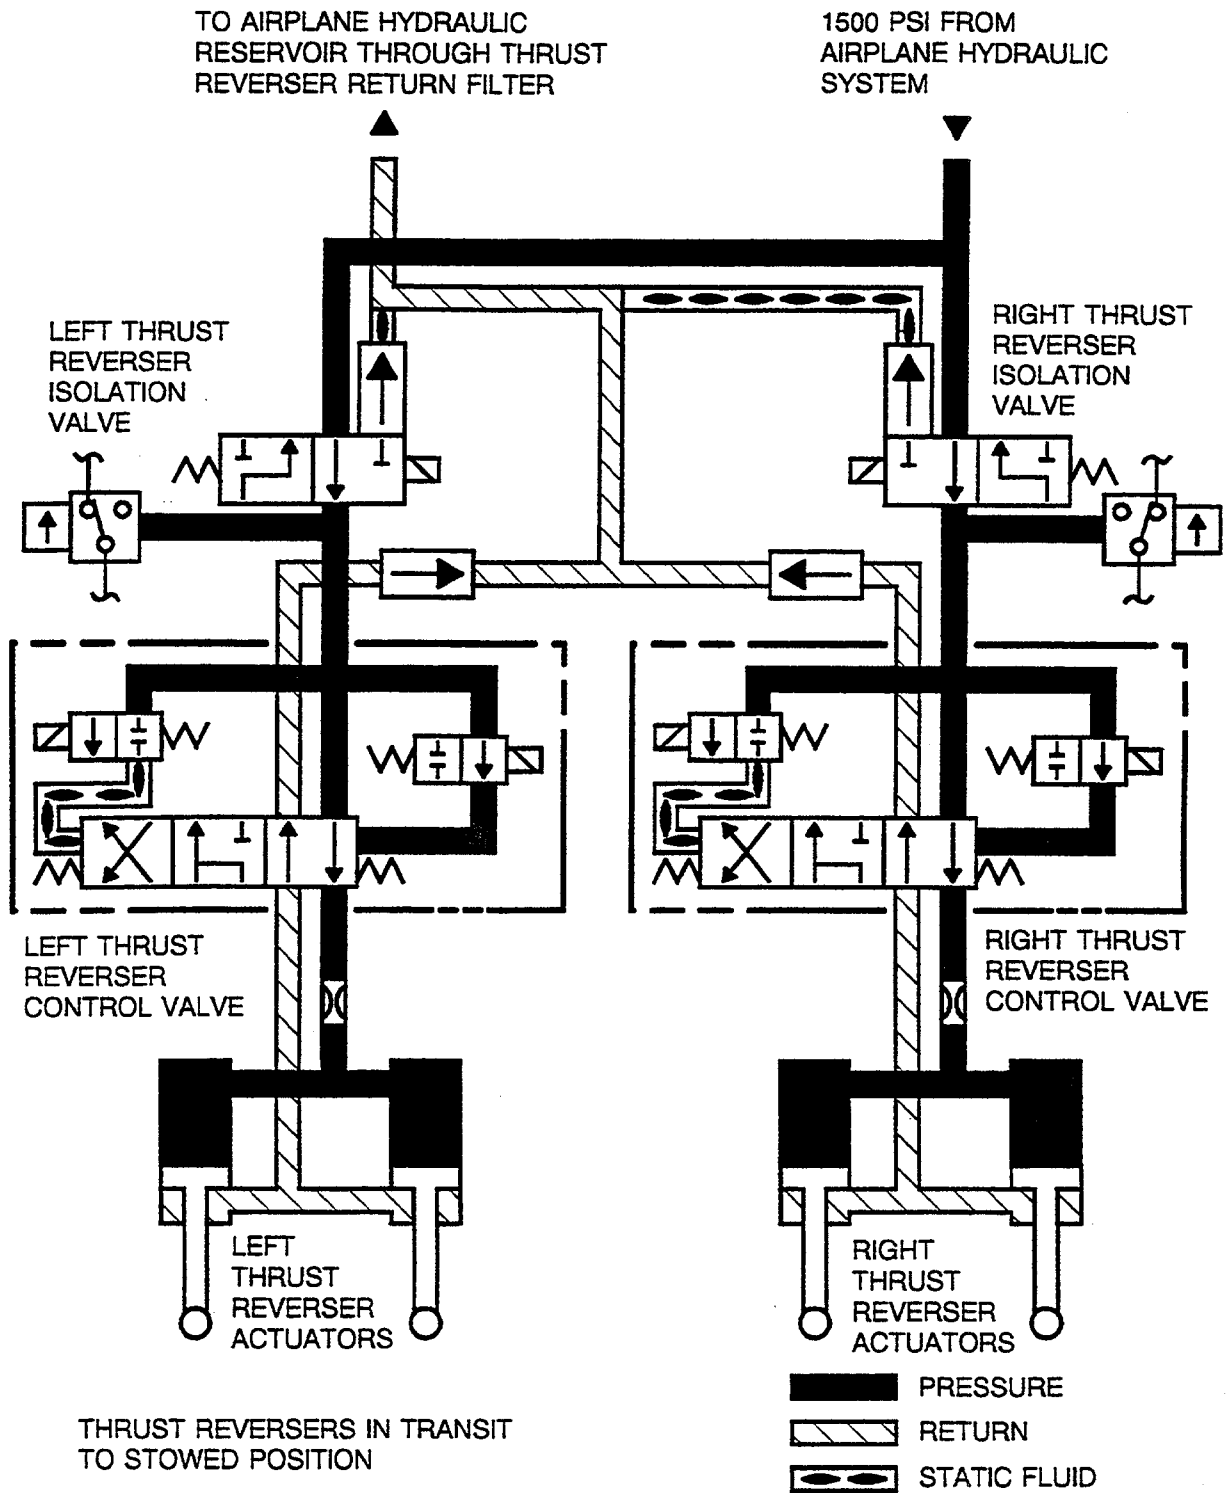 TO AIRPLANE HYDRAULIC
RESERVOIR THROUGH THRUST
REVERSER RETURN FILTER
1500 PSI FROM
AIRPLANE HYDRAULIC
SYSTEM
LEFT THRUST
REVERSER
ISOLATION
VALVE
RIGHT THRUST
REVERSER
ISOLATION
VALVE
LEFT THRUST
REVERSER
CONTROL VALVE
RIGHT THRUST
REVERSER
CONTROL VALVE
LEFT
THRUST
REVERSER
ACTUATORS
RIGHT
THRUST
REVERSER
ACTUATORS
PRESSURE
RETURN
STATIC FLUID
THRUST REVERSERS IN TRANSIT
TO STOWED POSITION